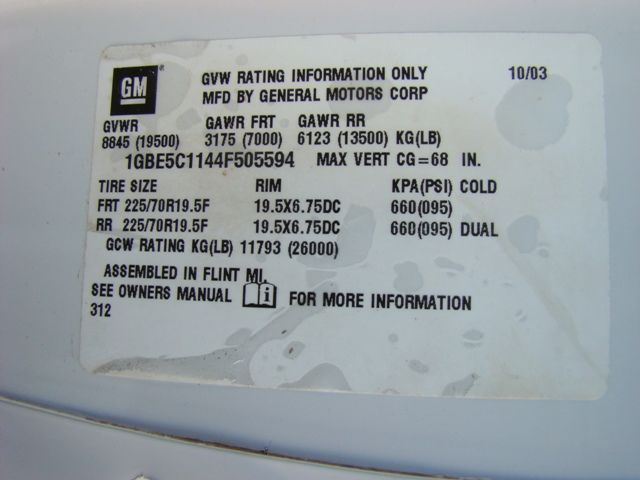 GM
GVW RATING INFORMATION ONLY 10/03
MFD BY GENERAL MOTORS CORP
GVWR GAWR FRT GAWR RR
8845 (19500) 3175 (7000) 6123 (13500) KG(LB)
1GBE5C1144F505594 MAX VERT CG=68 IN.
TIRE SIZE RIM KPA(PSI) COLD
FRT 225/70R19.5F 19.5X6.75DC 660(095)
RR 225/70R19.5F 19.5X6.75DC 660(095) DUAL
GCW RATING KG(LB) 11793 (26000)
ASSEMBLED IN FLINT MI.
SEE OWNERS MANUAL i FOR MORE INFORMATION
312